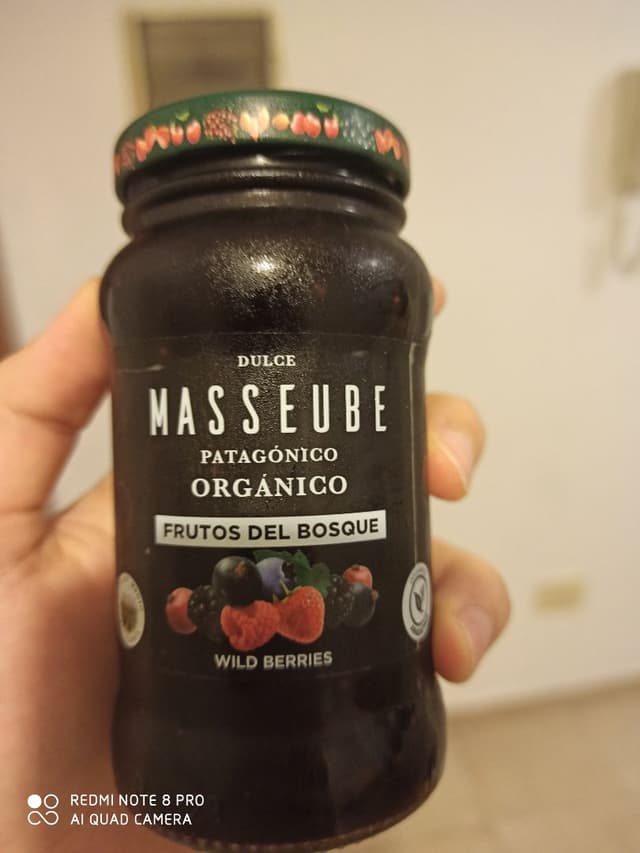 DULCE
MASSEUBE
PATAGÓNICO
ORGÁNICO
FRUTOS DEL BOSQUE
WILD BERRIES
REDMI NOTE 8 PRO
AI QUAD CAMERA